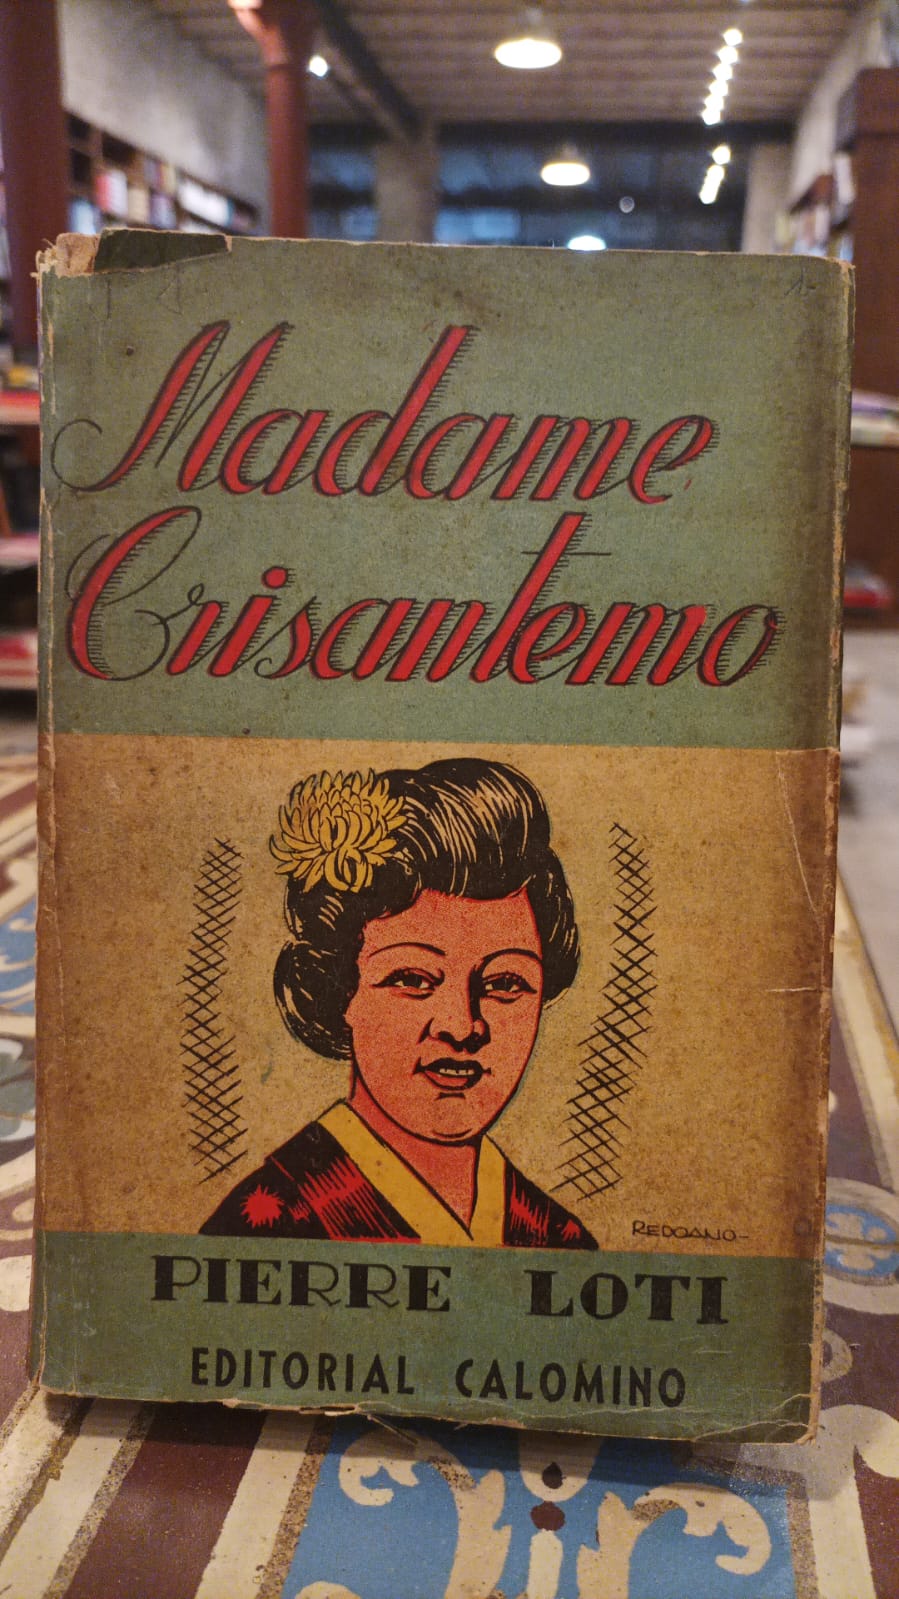 Madame
Crisantemo
REDOANO-
PIERRE LOTI
EDITORIAL CALOMINO